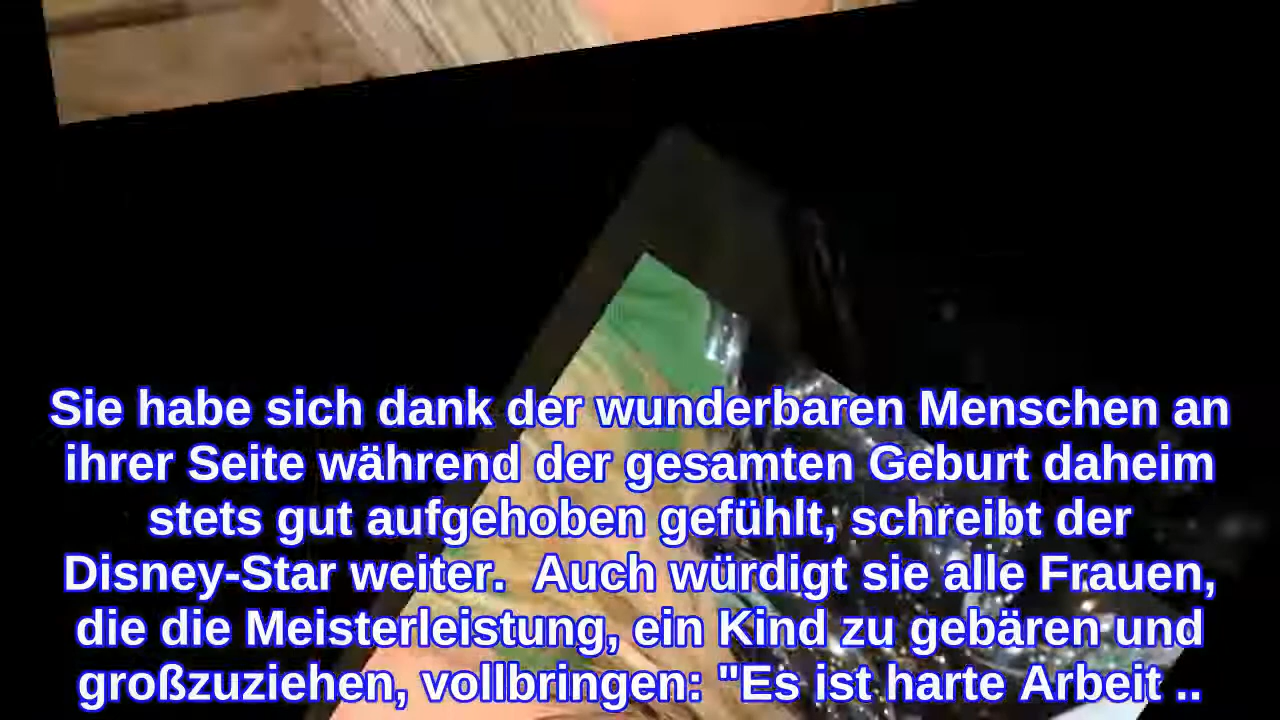 Sie habe sich dank der wunderbaren Menschen an
ihrer Seite während der gesamten Geburt daheim
stets gut aufgehoben gefühlt, schreibt der
Disney-Star weiter.  Auch würdigt sie alle Frauen,
die die Meisterleistung, ein Kind zu gebären und
großzuziehen, vollbringen: "Es ist harte Arbeit ..